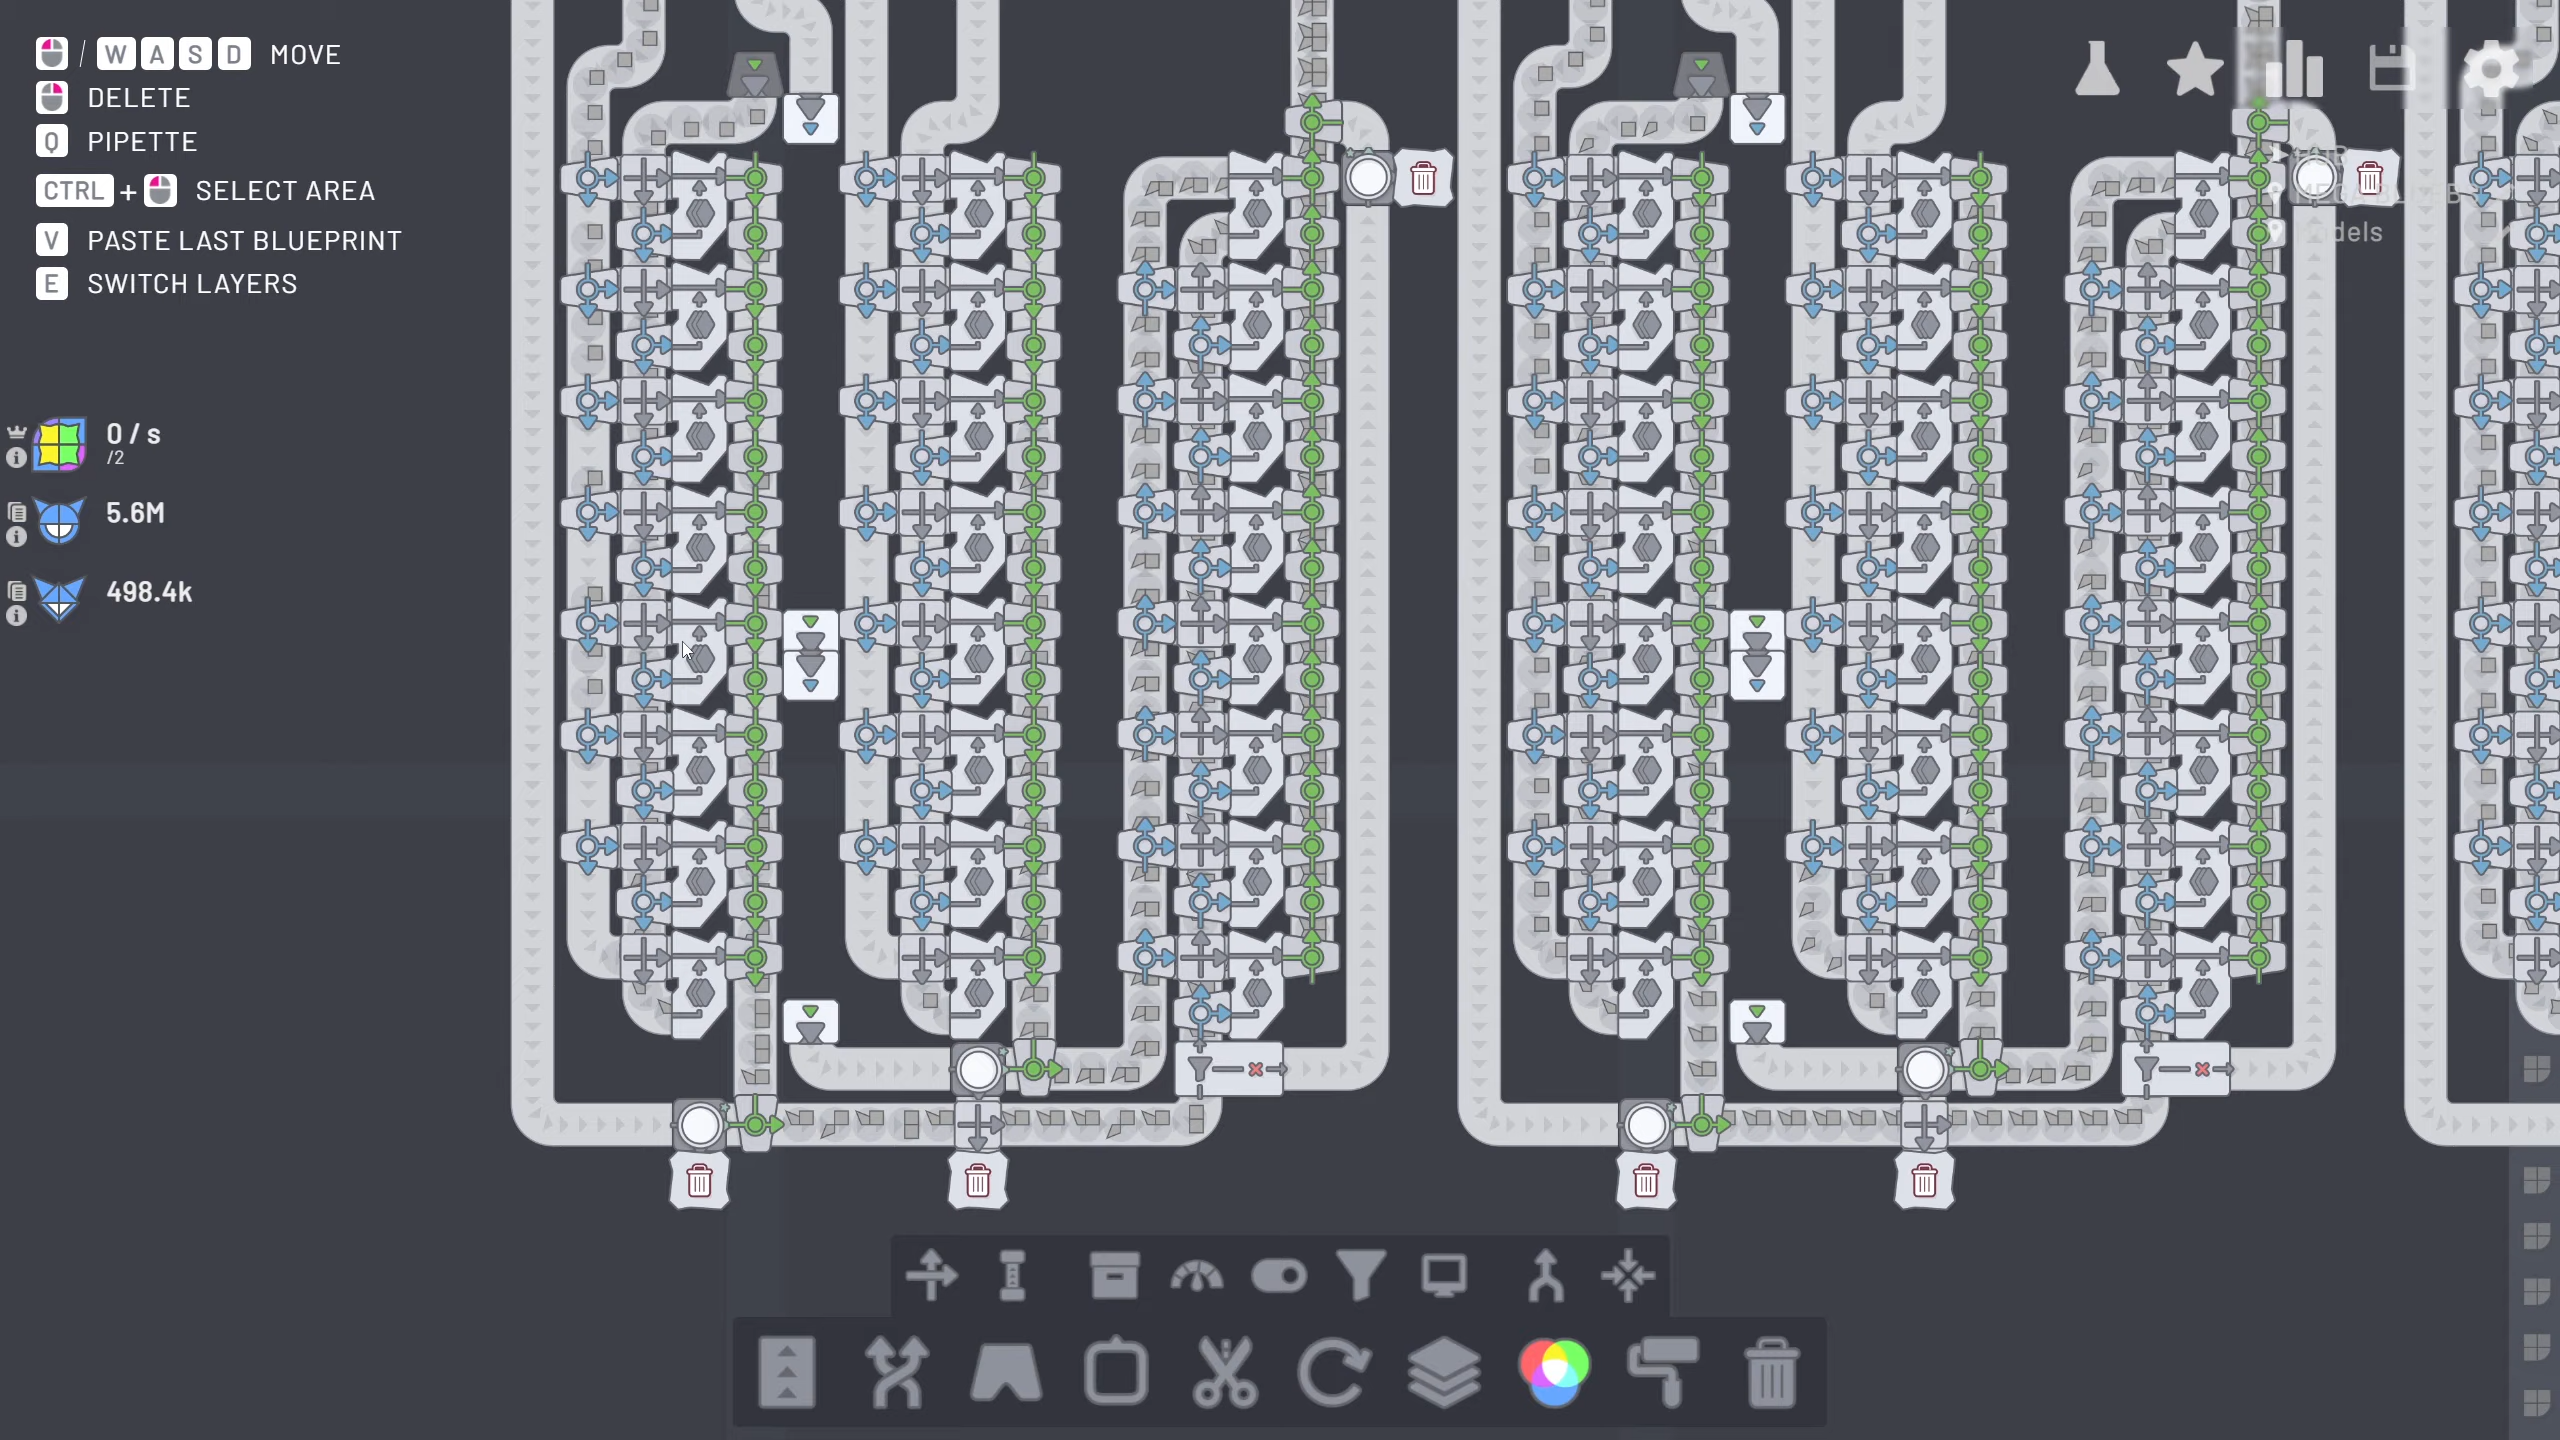 / W A S D MOVE
DELETE
Q PIPETTE
CTRL + SELECT AREA
V PASTE LAST BLUEPRINT
E SWITCH LAYERS
0 / s
/2
5.6M
498.4k